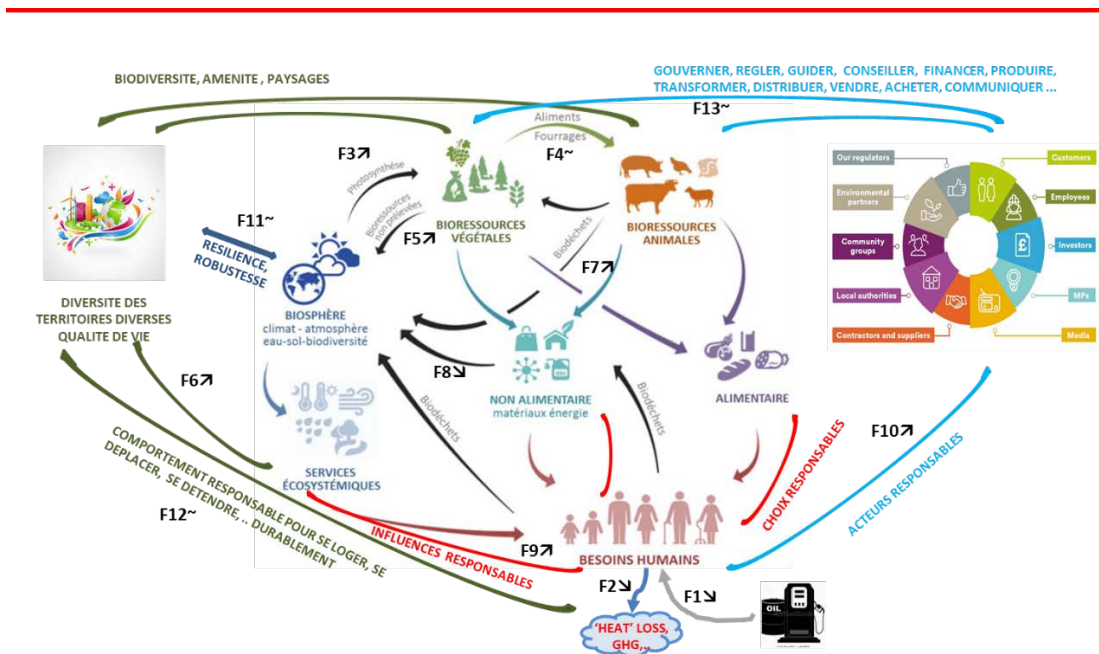 BIODIVERSITE, AMENITE , PAYSAGES
GOUVERNER, REGLER, GUIDER, CONSEILLER, FINANCER, PRODUIRE,
TRANSFORMER, DISTRIBUER, VENDRE, ACHETER, COMMUNIQUER ...
F13~
Aliments
Fourrages
F4~
F3↗
Photosynthèse
Bioressources
non prélevées
F5↗
BIORESSOURCES
VÉGÉTALES
BIORESSOURCES
ANIMALES
Biodéchets
F7↗
F11~
RESILIENCE,
ROBUSTESSE
BIOSPHÈRE
climat - atmosphère
eau-sol-biodiversité
DIVERSITE DES
TERRITOIRES DIVERSES
QUALITE DE VIE
F6↗
F8↘
NON ALIMENTAIRE
matériaux énergie
ALIMENTAIRE
Biodéchets
Biodéchets
SERVICES
ÉCOSYSTÉMIQUES
Our regulators
Customers
Environmental
partners
Employees
Community
groups
Investors
£
Local authorities
MPs
Contractors and suppliers
Media
F10↗
CHOIX RESPONSABLES
ACTEURS RESPONSABLES
COMPORTEMENT RESPONSABLE POUR SE LOGER, SE
DEPLACER, SE DETENDRE, .. DURABLEMENT
F12~
INFLUENCES RESPONSABLES
F9↗
BESOINS HUMAINS
F2↘
F1↘
OIL
'HEAT' LOSS,
GHG,..